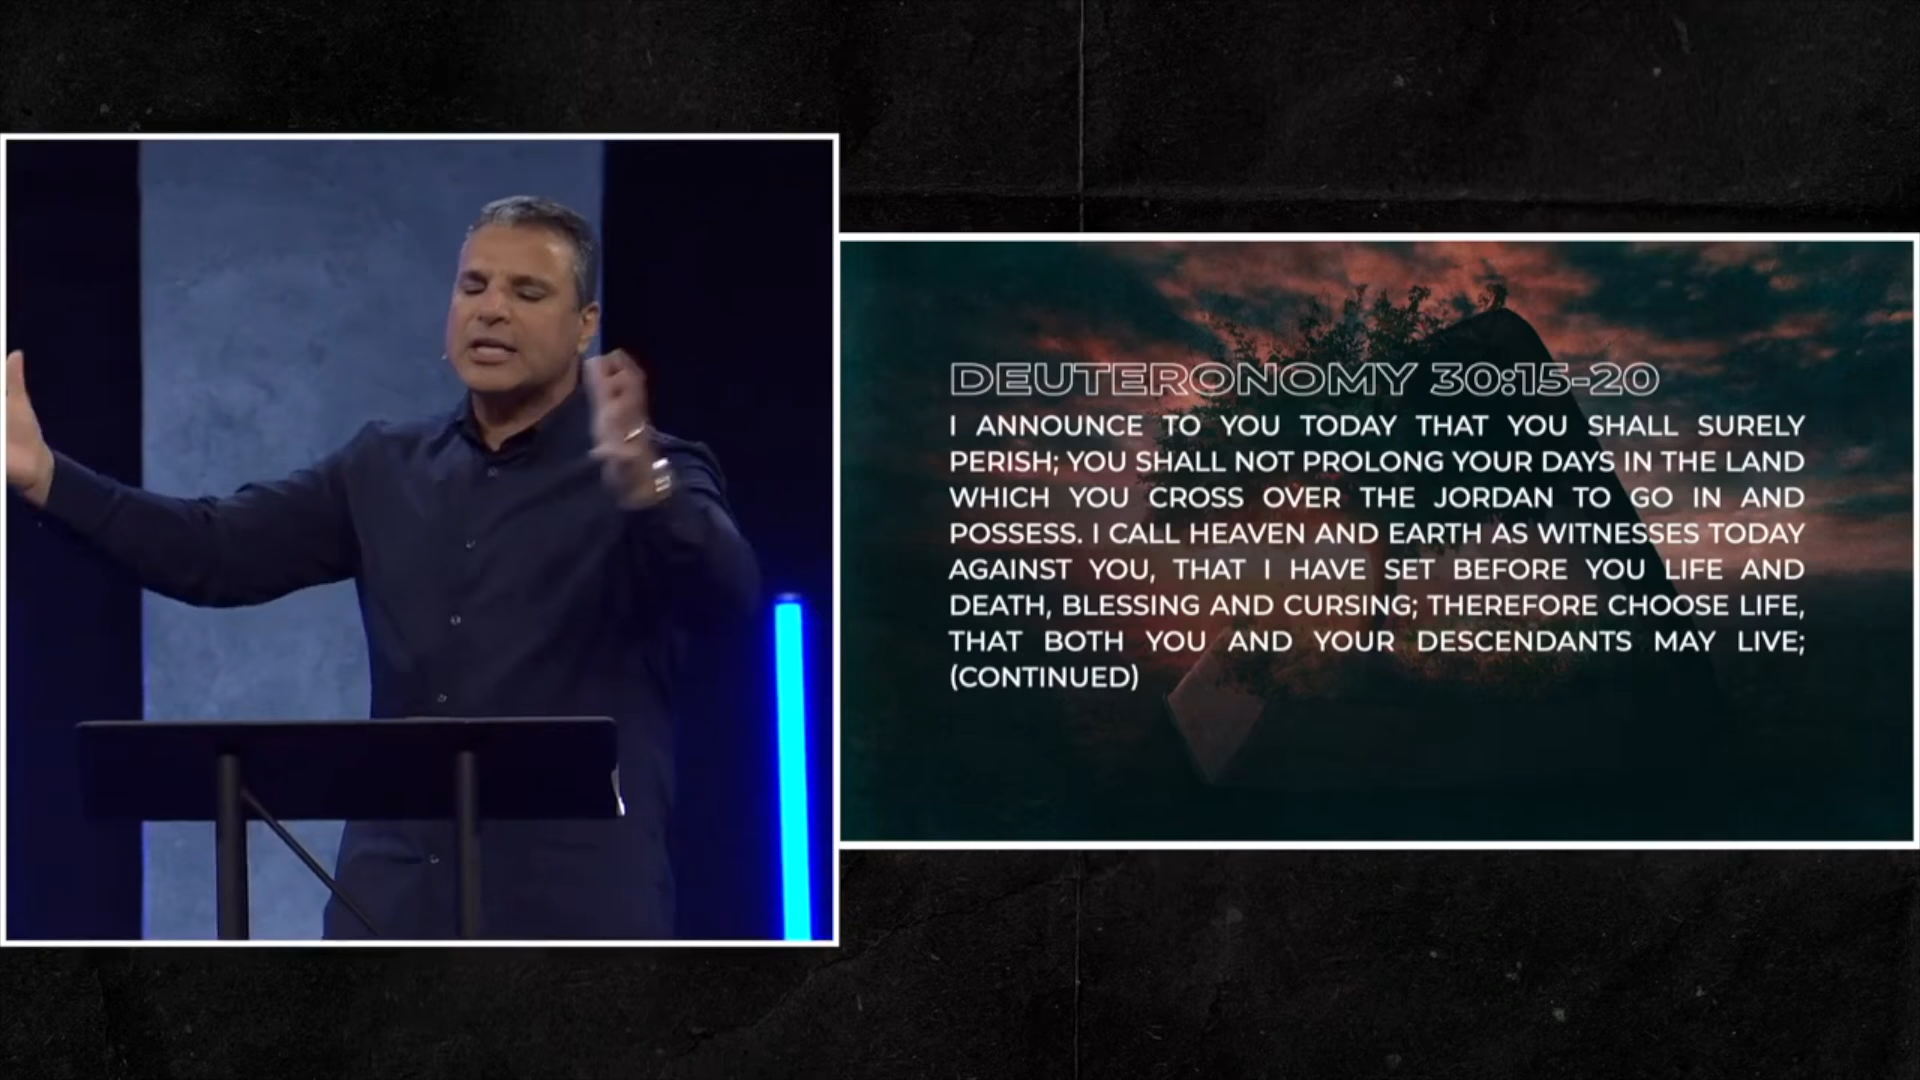 DEUTERONOMY 30:15-20
I ANNOUNCE TO YOU TODAY THAT YOU SHALL SURELY
PERISH; YOU SHALL NOT PROLONG YOUR DAYS IN THE LAND
WHICH YOU CROSS OVER THE JORDAN TO GO IN AND
POSSESS. I CALL HEAVEN AND EARTH AS WITNESSES TODAY
AGAINST YOU, THAT I HAVE SET BEFORE YOU LIFE AND
DEATH, BLESSING AND CURSING; THEREFORE CHOOSE LIFE,
THAT BOTH YOU AND YOUR DESCENDANTS MAY LIVE;
(CONTINUED)